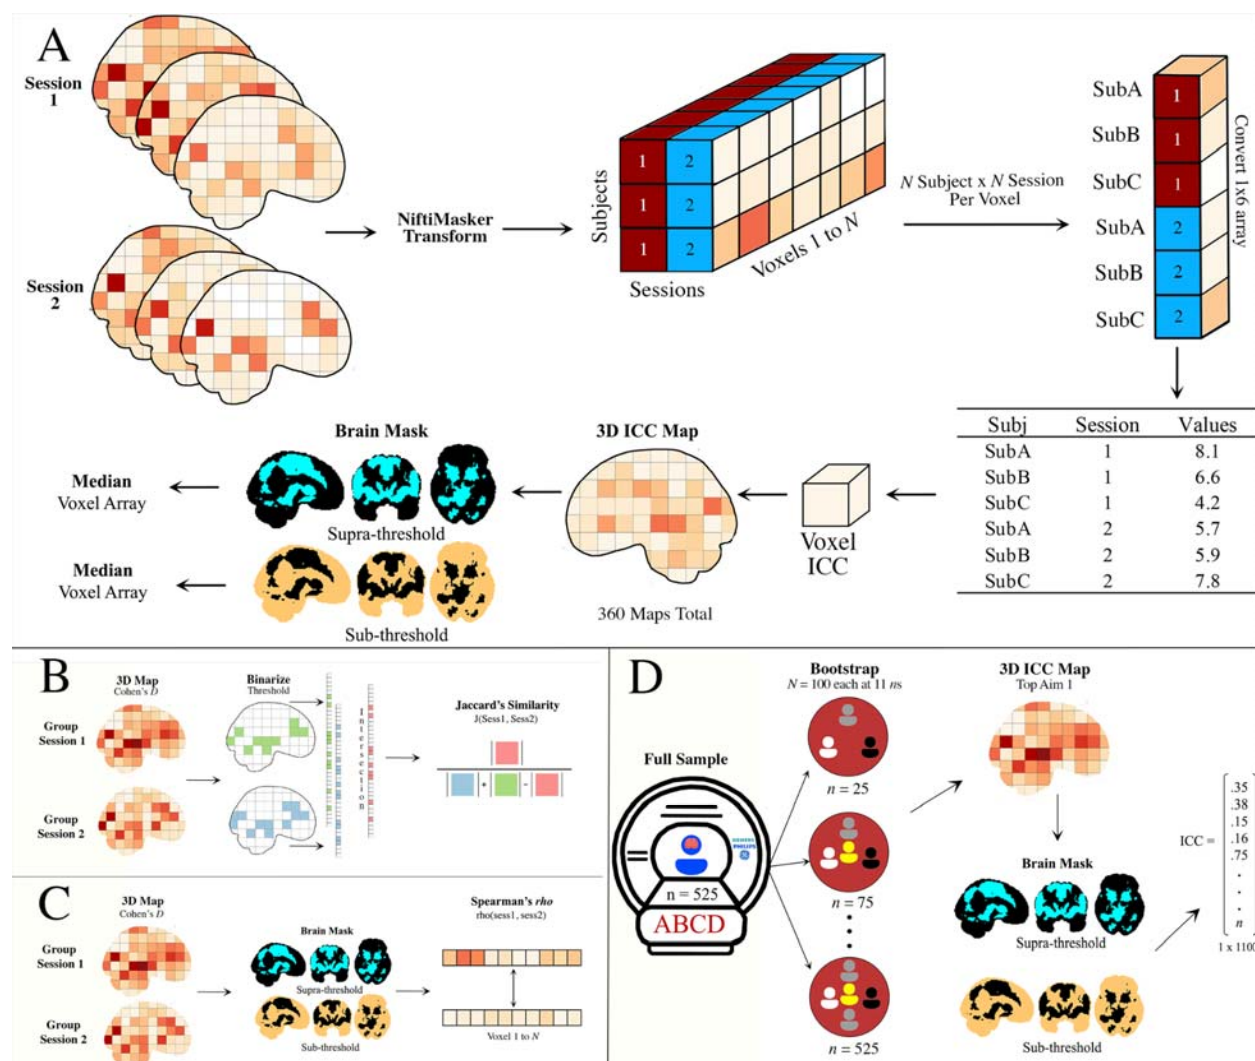 A
Session
1
Session
2
NiftiMasker
Transform
Subjects
1
2
1
2
1
2
Sessions
Voxels 1 to N
N Subject x N Session
Per Voxel
SubA
SubB
SubC
SubA
SubB
SubC
1
1
1
2
2
2
Convert 1x6 array
Subj Session Values
SubA 1 8.1
SubB 1 6.6
SubC 1 4.2
SubA 2 5.7
SubB 2 5.9
SubC 2 7.8
Voxel
ICC
3D ICC Map
360 Maps Total
Brain Mask
Supra-threshold
Sub-threshold
Median
Voxel Array
Median
Voxel Array
B
3D Map
Cohen's D
Group
Session 1
Group
Session 2
Binarize
Threshold
Intersection
Jaccard's Similarity
J(Sess1, Sess2)
+
−
C
3D Map
Cohen's D
Group
Session 1
Group
Session 2
Brain Mask
Supra-threshold
Sub-threshold
Spearman's rho
rho(sess1, sess2)
Voxel 1 to N
D
Full Sample
SIEMENS
PHILIPS
n = 525
ABCD
Bootstrap
N = 100 each at 11 ns
n = 25
n = 75
n = 525
3D ICC Map
Top Aim 1
Brain Mask
Supra-threshold
Sub-threshold
ICC =
.35
.38
.15
.16
.75
.
.
.
n
1 x 1100